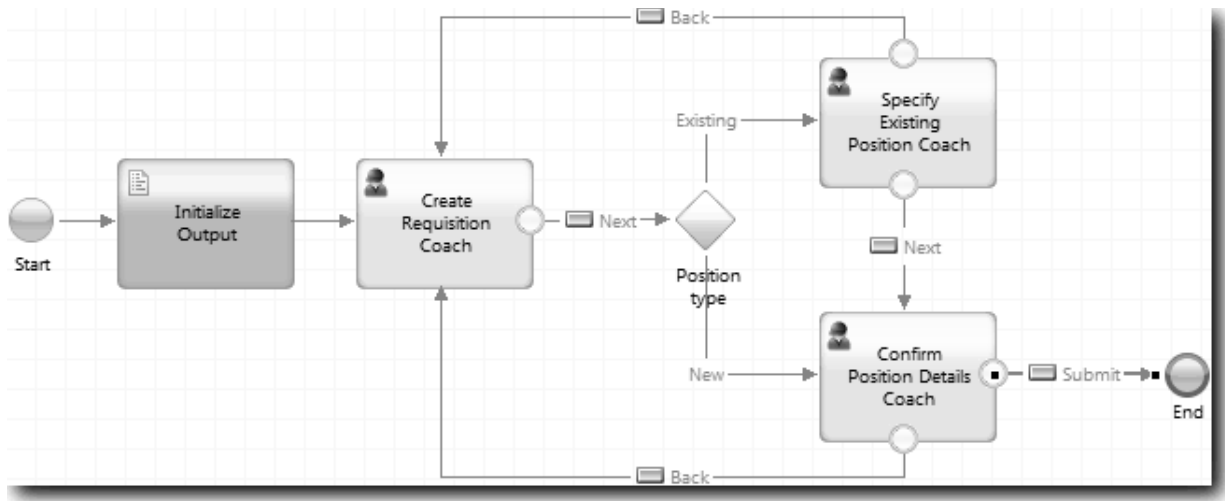 Back
Specify
Existing
Position Coach
Existing
Initialize
Output
Create
Requisition
Coach
Next
Start
Next
Position
type
Confirm
Position Details
Coach
New
Submit
End
Back